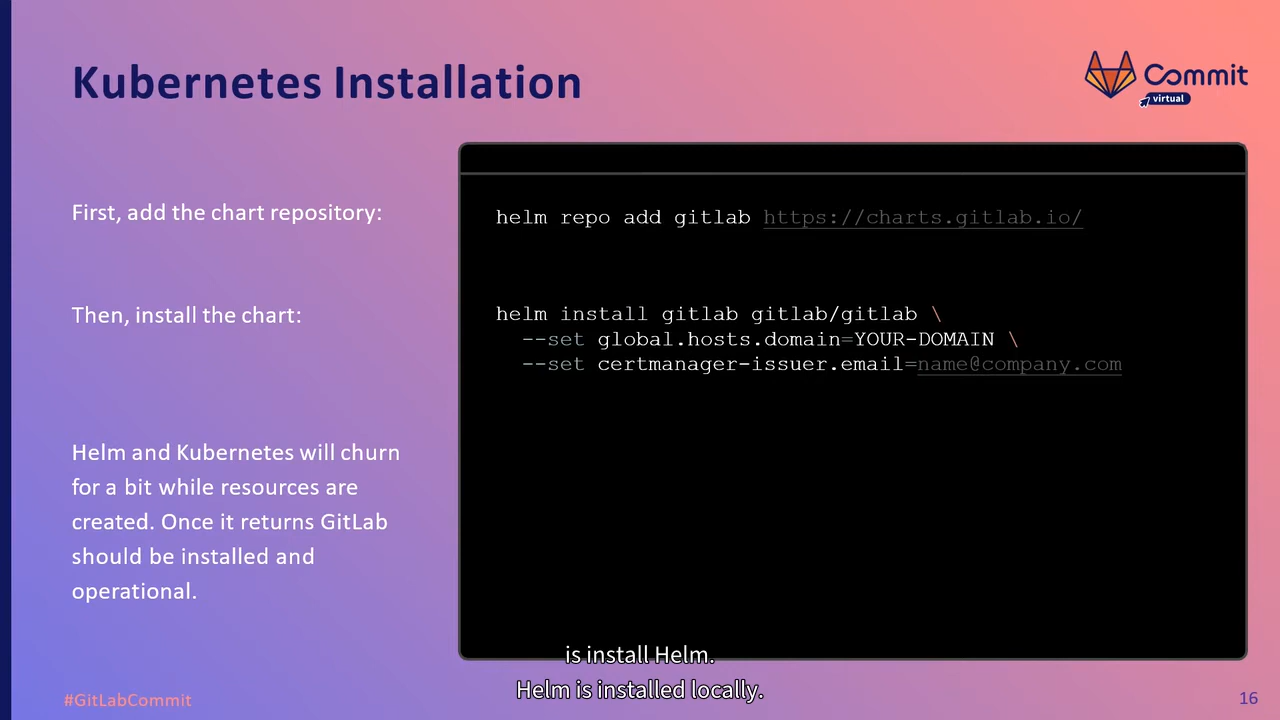 Kubernetes Installation
Commit
virtual
First, add the chart repository:
helm repo add gitlab https://charts.gitlab.io/
Then, install the chart:
helm install gitlab gitlab/gitlab \
--set global.hosts.domain=YOUR-DOMAIN \
--set certmanager-issuer.email=name@company.com
Helm and Kubernetes will churn
for a bit while resources are
created. Once it returns GitLab
should be installed and
operational.
is install Helm.
Helm is installed locally.
#GitLabCommit
16